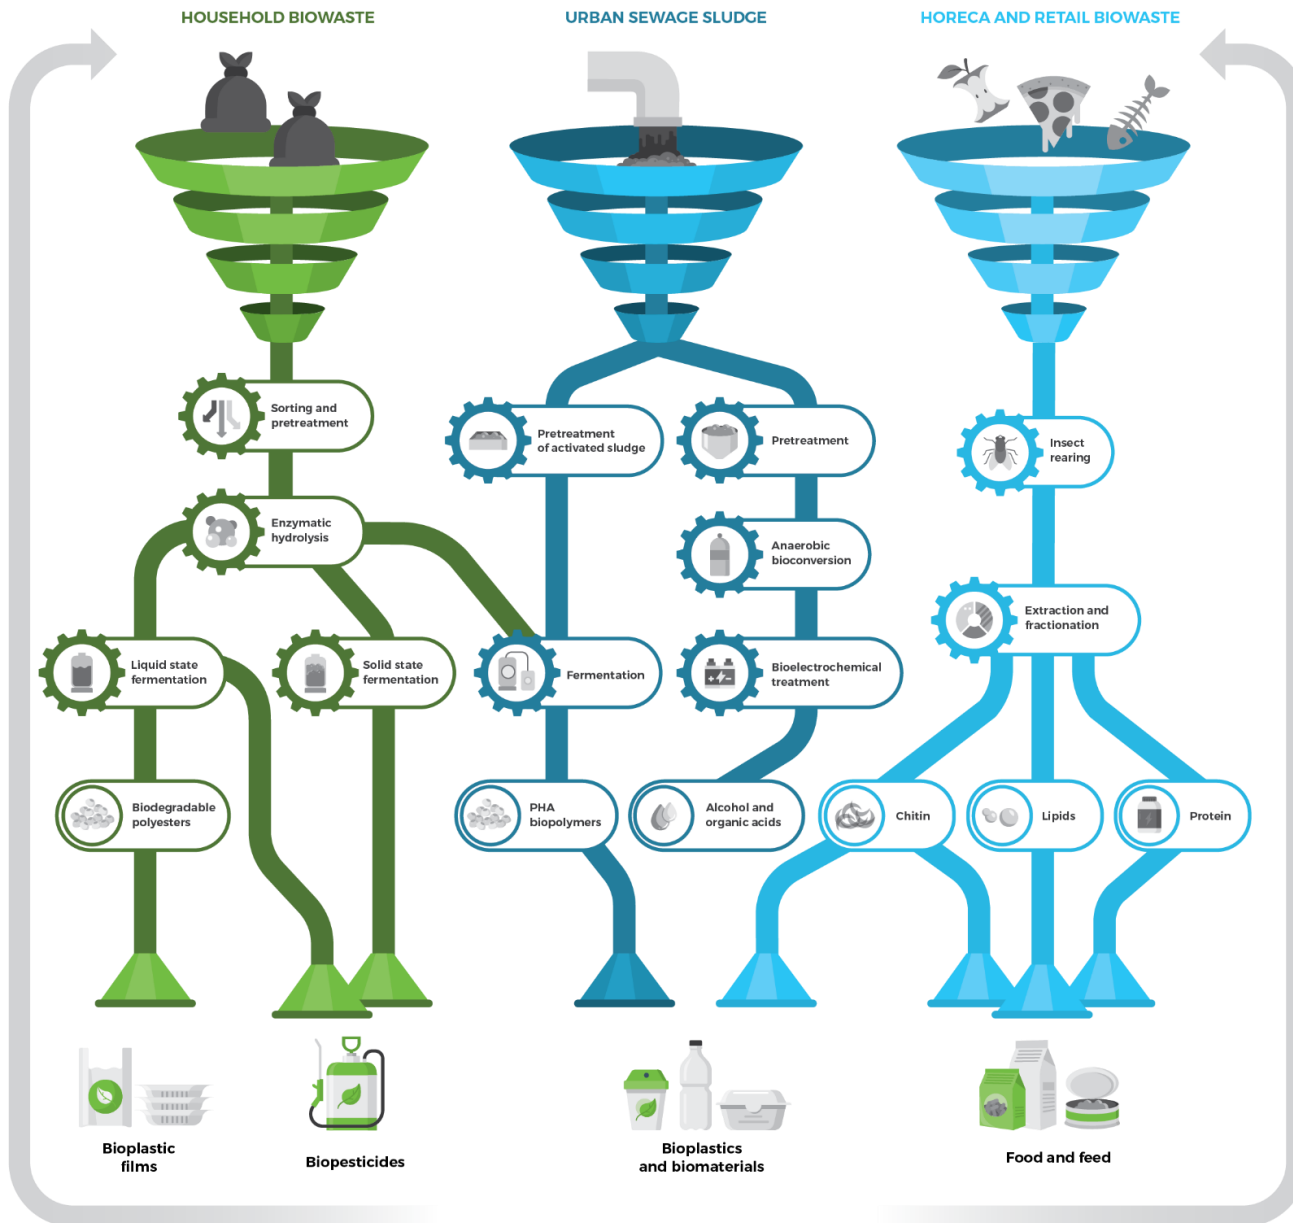 HOUSEHOLD BIOWASTE
URBAN SEWAGE SLUDGE
HORECA AND RETAIL BIOWASTE
Sorting and
pretreatment
Pretreatment
of activated sludge
Pretreatment
Insect
rearing
Enzymatic
hydrolysis
Anaerobic
bioconversion
Extraction and
fractionation
Liquid state
fermentation
Solid state
fermentation
Fermentation
Bioelectrochemical
treatment
Biodegradable
polyesters
PHA
biopolymers
Alcohol and
organic acids
Chitin
Lipids
Protein
Bioplastic
films
Biopesticides
Bioplastics
and biomaterials
Food and feed